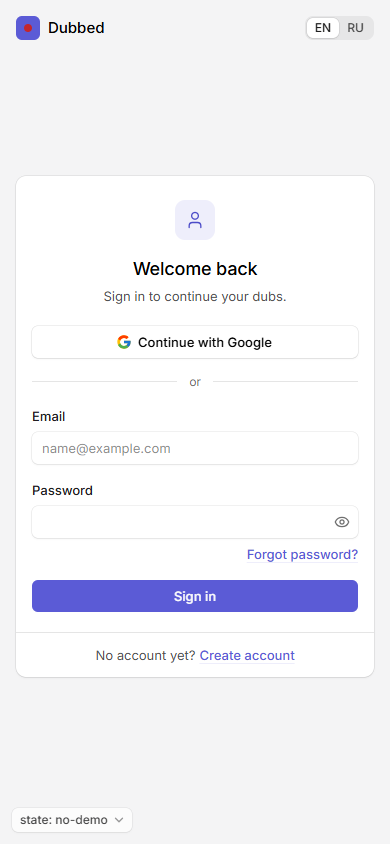 Dubbed
EN RU
Welcome back
Sign in to continue your dubs.
Continue with Google
or
Email
name@example.com
Password
Forgot password?
Sign in
No account yet? Create account
state: no-demo